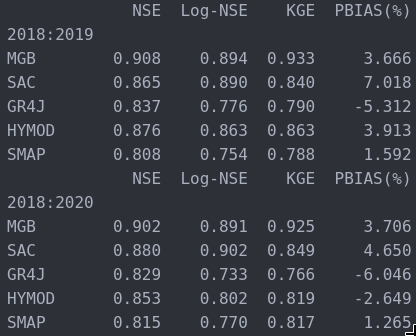 NSE Log-NSE KGE PBIAS(%)
2018:2019
MGB 0.908 0.894 0.933 3.666
SAC 0.865 0.890 0.840 7.018
GR4J 0.837 0.776 0.790 -5.312
HYMOD 0.876 0.863 0.863 3.913
SMAP 0.808 0.754 0.788 1.592
NSE Log-NSE KGE PBIAS(%)
2018:2020
MGB 0.902 0.891 0.925 3.706
SAC 0.880 0.902 0.849 4.650
GR4J 0.829 0.733 0.766 -6.046
HYMOD 0.853 0.802 0.819 -2.649
SMAP 0.815 0.770 0.817 1.265